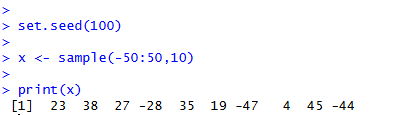 >
> set.seed(100)
>
> x <- sample(-50:50,10)
>
> print(x)
[1]  23  38  27 -28  35  19 -47   4  45 -44